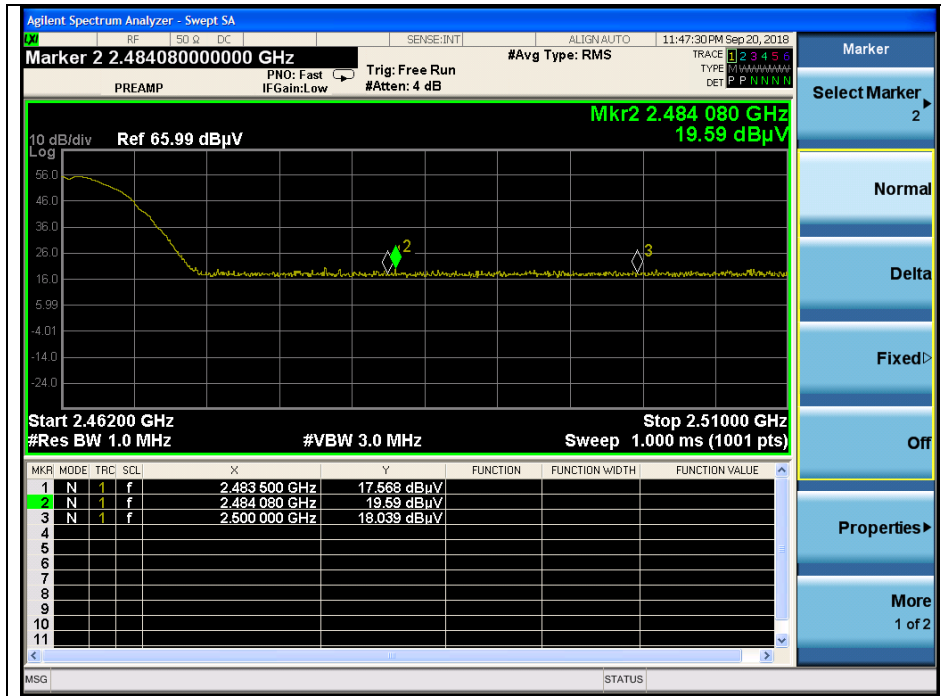 Agilent Spectrum Analyzer - Swept SA
LXI RF 50 Ω DC SENSE:INT ALIGN AUTO 11:47:30 PM Sep 20, 2018
Marker 2 2.484080000000 GHz
PREAMP
PNO: Fast
IFGain:Low
Trig: Free Run
#Atten: 4 dB
#Avg Type: RMS
TRACE 1 2 3 4 5 6
TYPE M WWWWW
DET P P N N N N
Mkr2 2.484 080 GHz
19.59 dBµV
10 dB/div Ref 65.99 dBµV
Log
56.0
46.0
36.0
26.0
16.0
5.99
-4.01
-14.0
-24.0
2
3
Start 2.46200 GHz Stop 2.51000 GHz
#Res BW 1.0 MHz #VBW 3.0 MHz Sweep 1.000 ms (1001 pts)
MKR MODE TRC SCL X Y FUNCTION FUNCTION WIDTH FUNCTION VALUE
1 N 1 f 2.483 500 GHz 17.568 dBµV
2 N 1 f 2.484 080 GHz 19.59 dBµV
3 N 1 f 2.500 000 GHz 18.039 dBµV
4
5
6
7
8
9
10
11
MSG STATUS
Marker
Select Marker
2
Normal
Delta
Fixed
Off
Properties
More
1 of 2